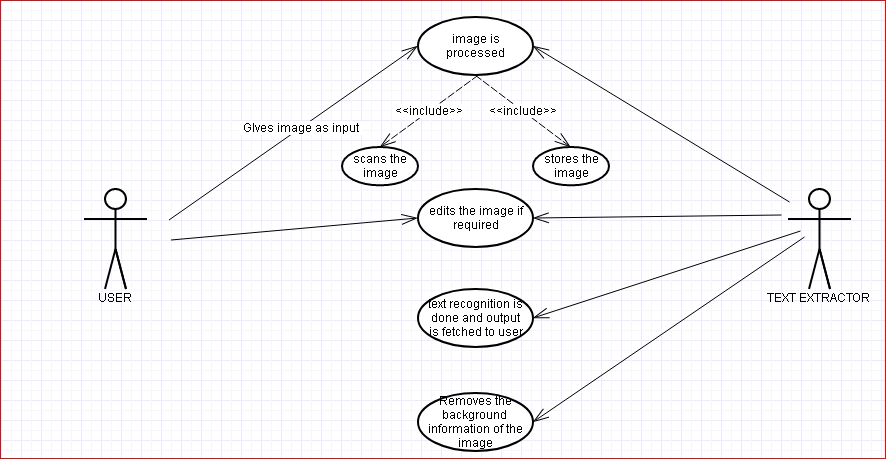 image is
processed
<<include>>
<<include>>
GIves image as input
scans the
image
stores the
image
edits the image if
required
USER
TEXT EXTRACTOR
text recognition is
done and output
is fetched to user
Removes the
background
information of the
image